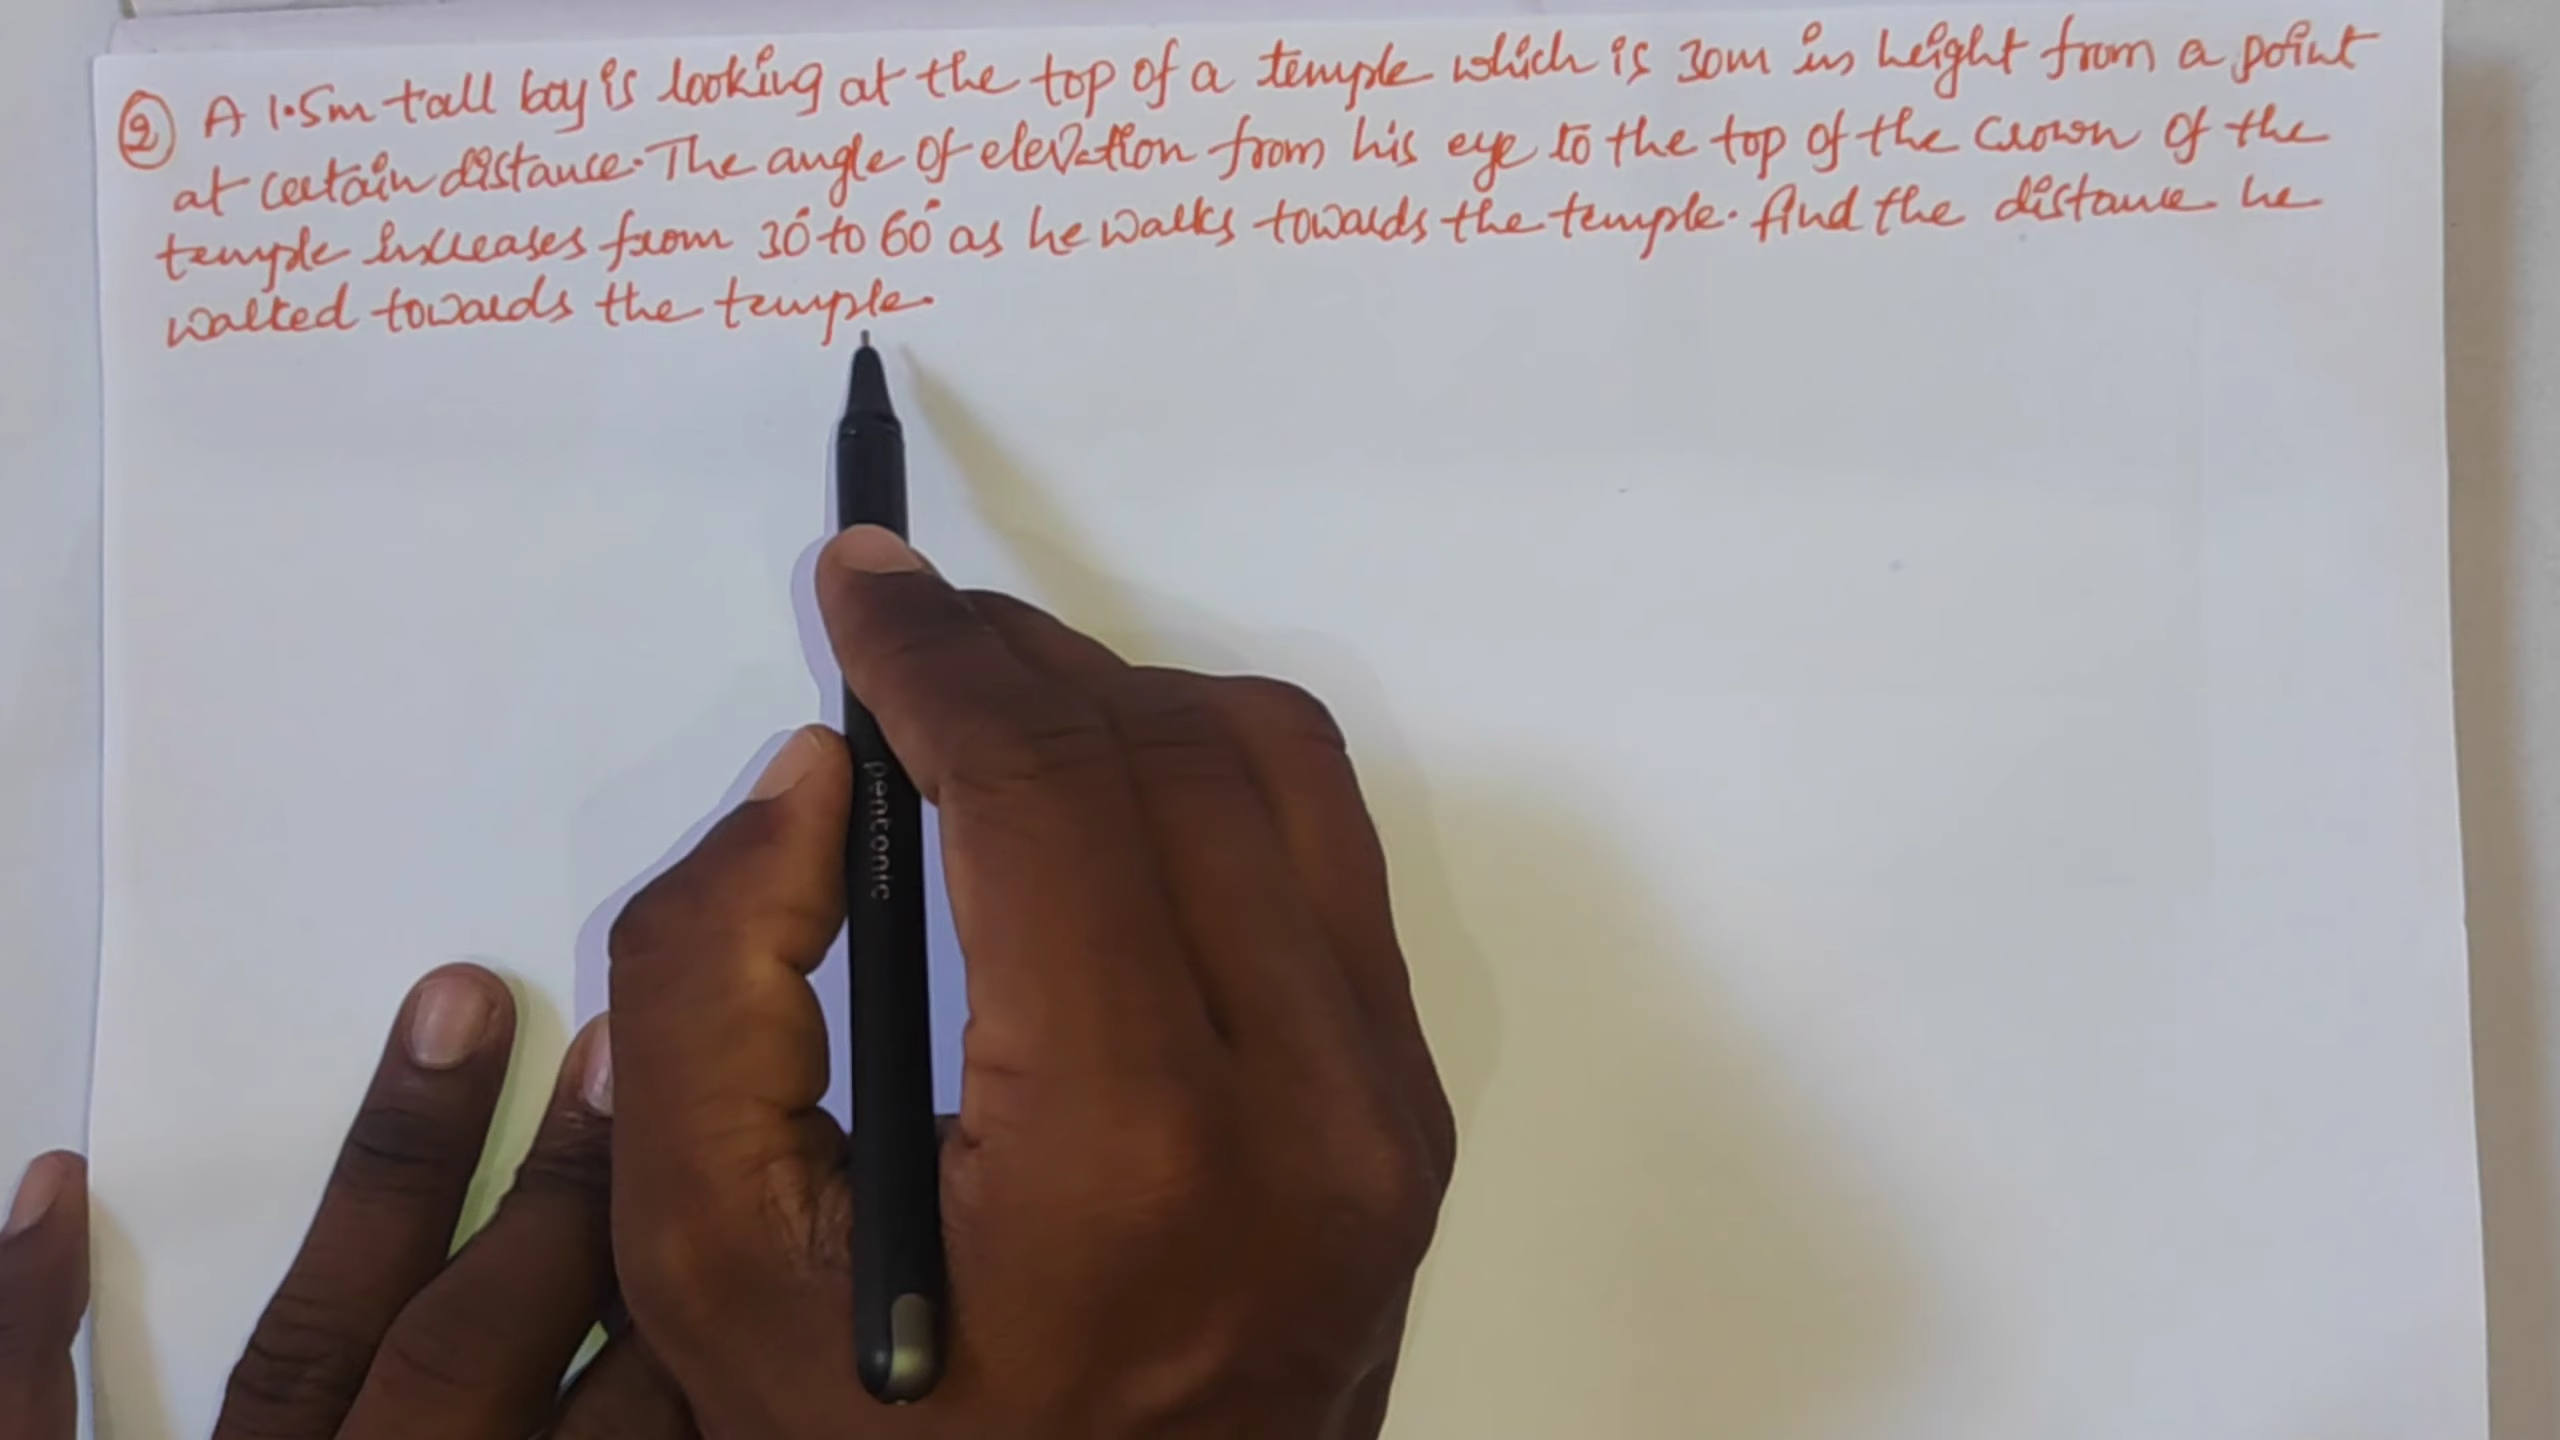 ② A 1.5m tall boy is looking at the top of a temple which is 30m in height from a point
at certain distance. The angle of elevation from his eye to the top of the crown of the
temple increases from 30° to 60° as he walks towards the temple. find the distance he
walked towards the temple.
pentonic